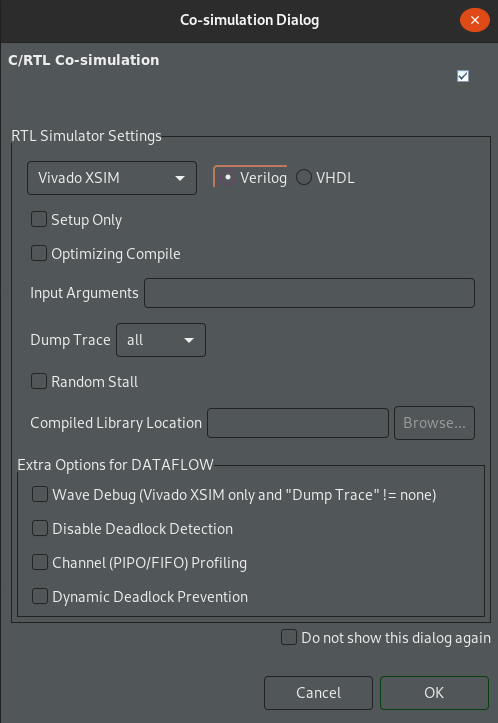 Co-simulation Dialog
C/RTL Co-simulation
RTL Simulator Settings
Vivado XSIM Verilog VHDL
Setup Only
Optimizing Compile
Input Arguments
Dump Trace all
Random Stall
Compiled Library Location Browse...
Extra Options for DATAFLOW
Wave Debug (Vivado XSIM only and "Dump Trace" != none)
Disable Deadlock Detection
Channel (PIPO/FIFO) Profiling
Dynamic Deadlock Prevention
Do not show this dialog again
Cancel OK